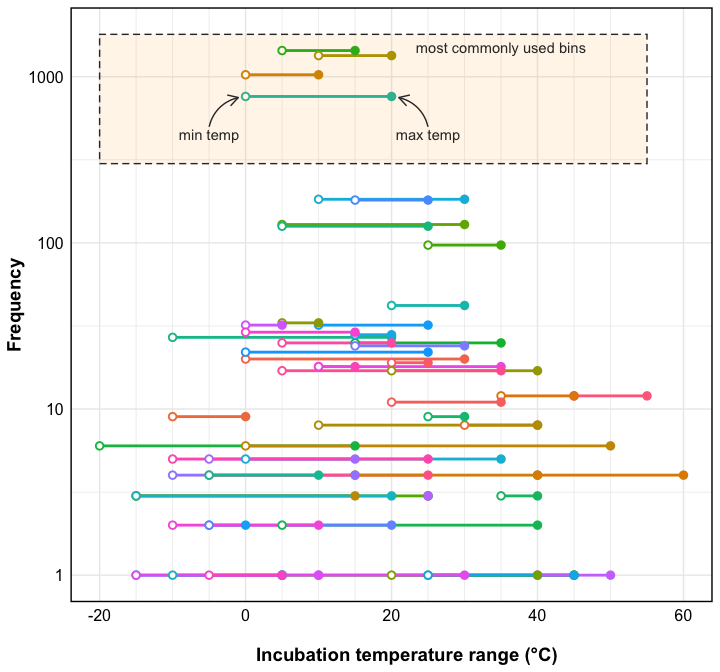 most commonly used bins
1000
min temp
max temp
100
Frequency
10
1
-20 0 20 40 60
Incubation temperature range (°C)